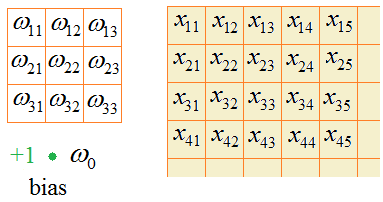 ω₁₁ ω₁₂ ω₁₃
ω₂₁ ω₂₂ ω₂₃
ω₃₁ ω₃₂ ω₃₃
+1 • ω₀
bias
x₁₁ x₁₂ x₁₃ x₁₄ x₁₅
x₂₁ x₂₂ x₂₃ x₂₄ x₂₅
x₃₁ x₃₂ x₃₃ x₃₄ x₃₅
x₄₁ x₄₂ x₄₃ x₄₄ x₄₅